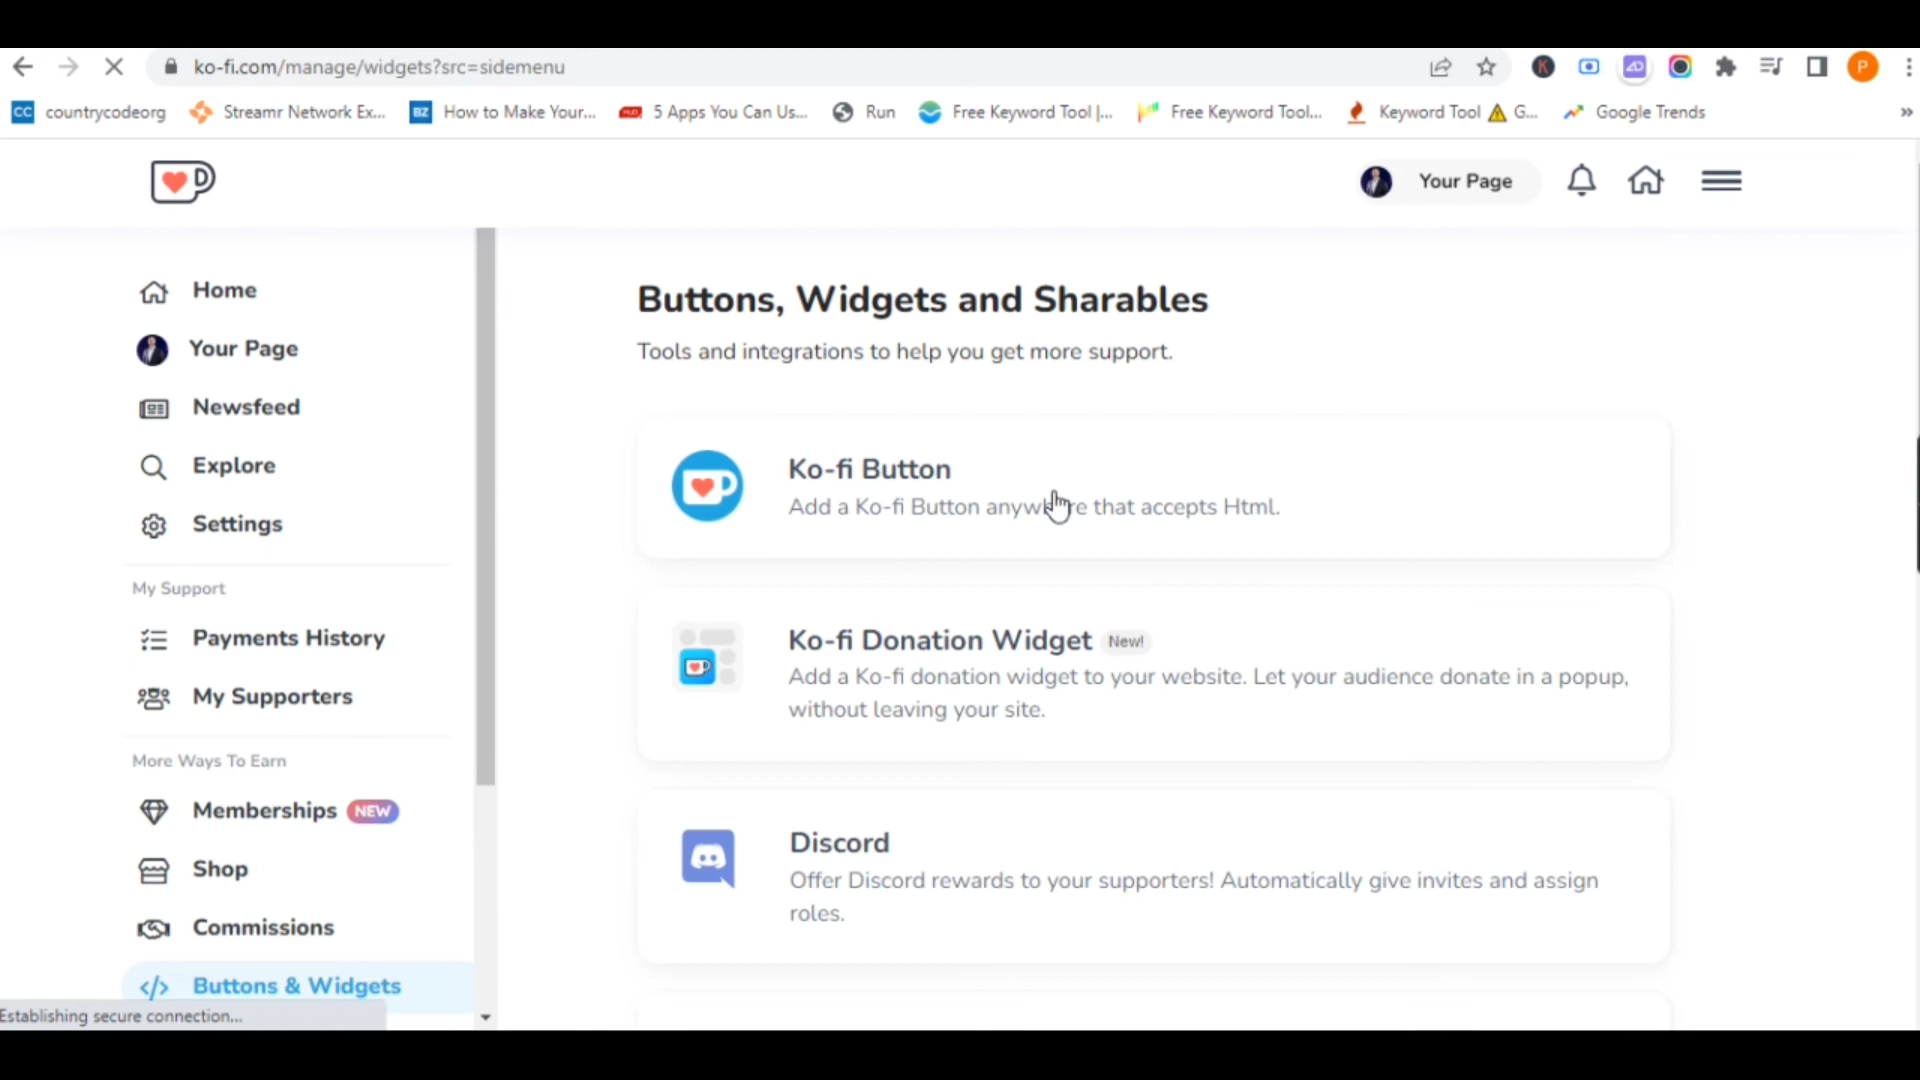 ko-fi.com/manage/widgets?src=sidemenu
K
P
CC countrycodeorg
Streamr Network Ex...
BZ How to Make Your...
5 Apps You Can Us...
Run
Free Keyword Tool |...
Free Keyword Tool...
Keyword Tool ⚠ G...
Google Trends
»
Your Page
Home
Your Page
Newsfeed
Explore
Settings
My Support
Payments History
My Supporters
More Ways To Earn
Memberships NEW
Shop
Commissions
</> Buttons & Widgets
Establishing secure connection...
Buttons, Widgets and Sharables
Tools and integrations to help you get more support.
Ko-fi Button
Add a Ko-fi Button anywhere that accepts Html.
Ko-fi Donation Widget New!
Add a Ko-fi donation widget to your website. Let your audience donate in a popup,
without leaving your site.
Discord
Offer Discord rewards to your supporters! Automatically give invites and assign
roles.